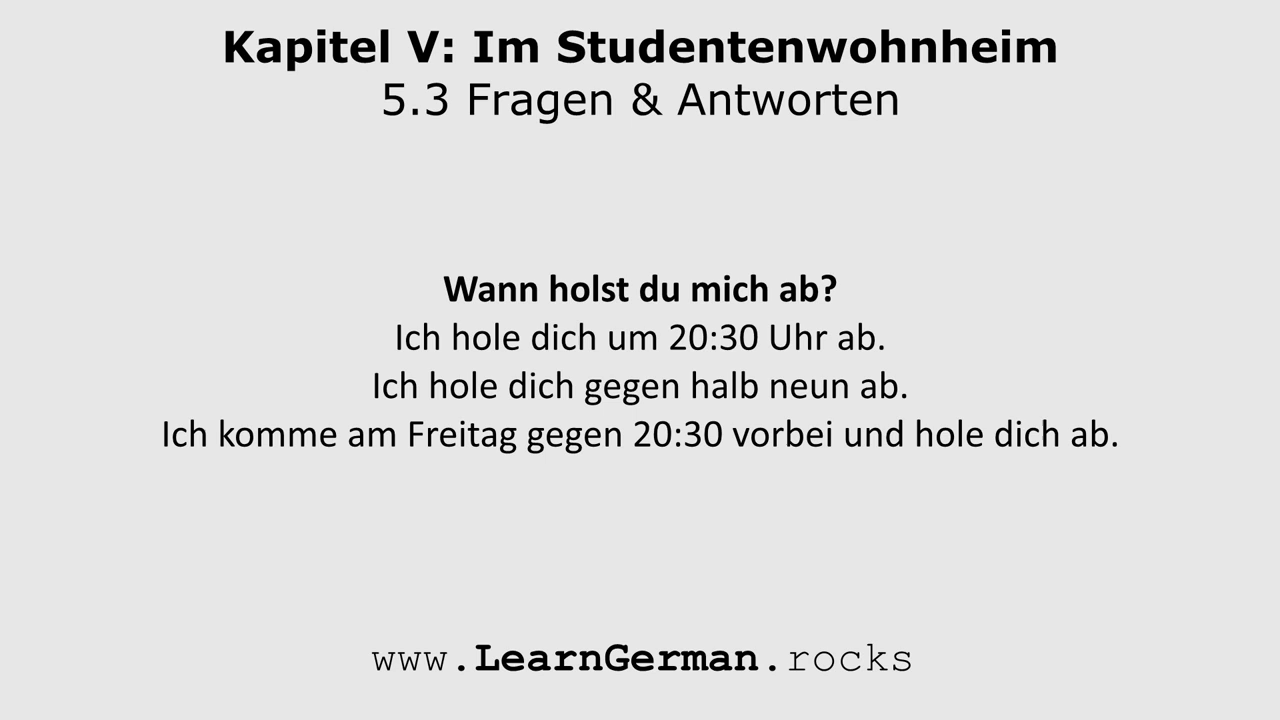 Kapitel V: Im Studentenwohnheim
5.3 Fragen & Antworten
Wann holst du mich ab?
Ich hole dich um 20:30 Uhr ab.
Ich hole dich gegen halb neun ab.
Ich komme am Freitag gegen 20:30 vorbei und hole dich ab.
www.LearnGerman.rocks